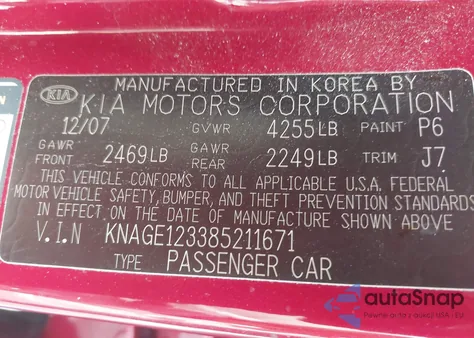 MANUFACTURED IN KOREA BY
KIA KIA MOTORS CORPORATION
12/07 GVWR 4255LB PAINT P6
GAWR FRONT 2469LB GAWR REAR 2249LB TRIM J7
THIS VEHICLE CONFORMS TO ALL APPLICABLE U.S.A. FEDERAL
MOTOR VEHICLE SAFETY, BUMPER, AND THEFT PREVENTION STANDARDS
IN EFFECT ON THE DATE OF MANUFACTURE SHOWN ABOVE
V.I.N KNAGE123385211671
TYPE PASSENGER CAR
autoSnap